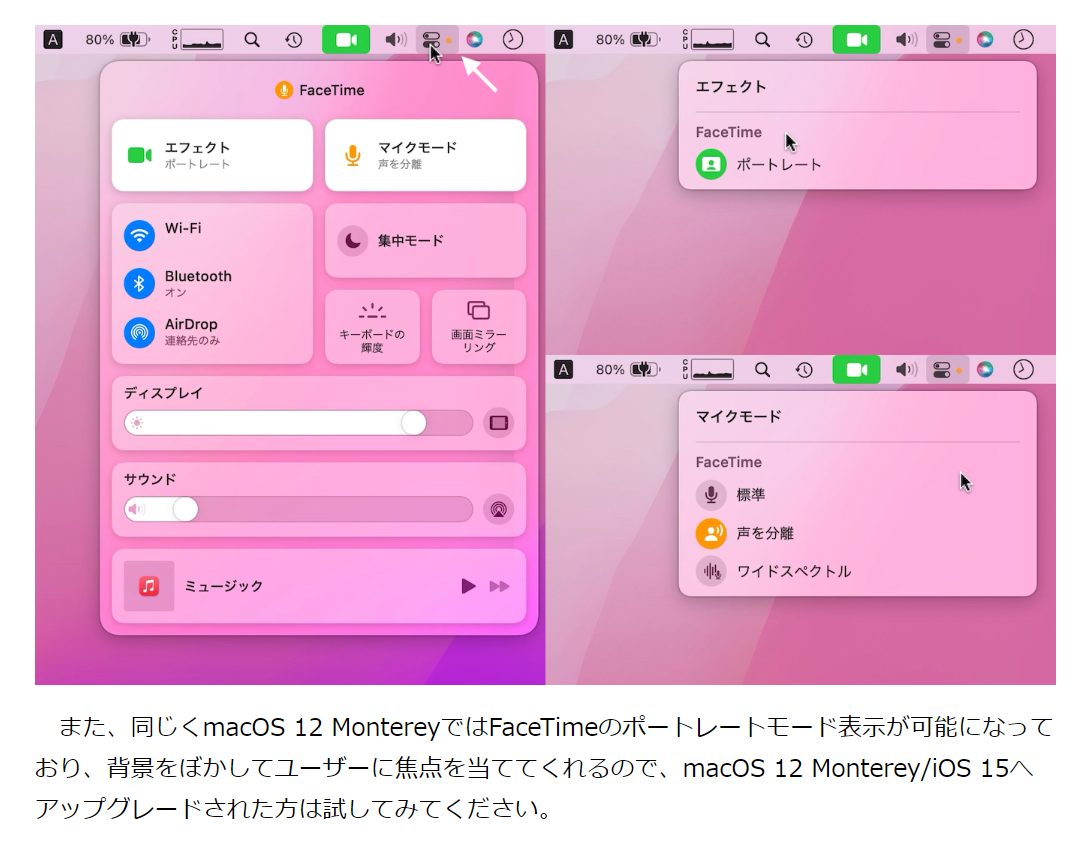 A 80% CPU
FaceTime
エフェクト
ポートレート
マイクモード
声を分離
Wi-Fi
Bluetooth
オン
AirDrop
連絡先のみ
集中モード
キーボードの
輝度
画面ミラー
リング
ディスプレイ
サウンド
ミュージック
A 80% CPU
エフェクト
FaceTime
ポートレート
A 80% CPU
マイクモード
FaceTime
標準
声を分離
ワイドスペクトル
また、同じくmacOS 12 MontereyではFaceTimeのポートレートモード表示が可能になって
おり、背景をぼかしてユーザーに焦点を当ててくれるので、macOS 12 Monterey/iOS 15へ
アップグレードされた方は試してみてください。